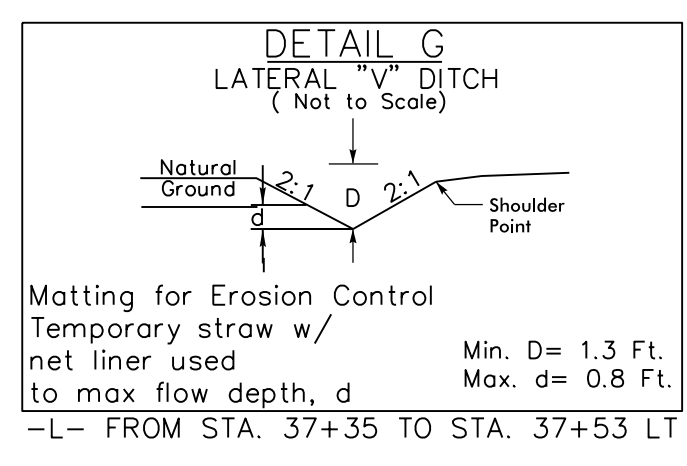 DETAIL G
LATERAL "V" DITCH
( Not to Scale)
Natural
Ground
2:1
D
2:1
d
Shoulder
Point
Matting for Erosion Control
Temporary straw w/
net liner used
to max flow depth, d
Min. D= 1.3 Ft.
Max. d= 0.8 Ft.
-L- FROM STA. 37+35 TO STA. 37+53 LT